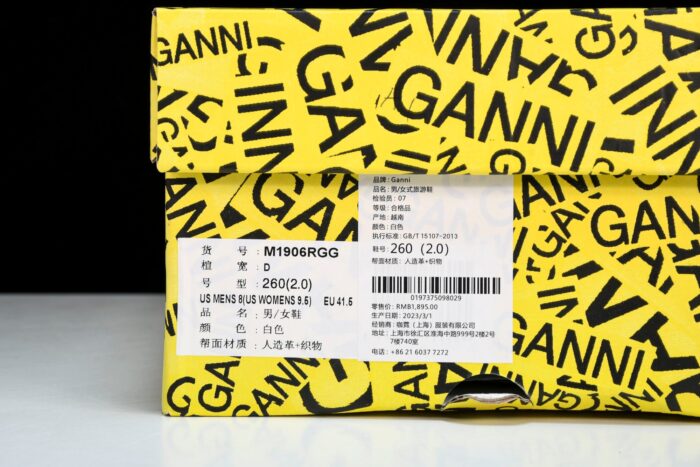 GANNI
GANNI
GANNI
GANNI
GANNI
货 号 : M1906RGG
楦 宽 : D
号 型 : 260(2.0)
US MENS 8(US WOMENS 9.5) EU 41.5
品 名 : 男/女鞋
颜 色 : 白色
帮面材质 : 人造革+织物
品牌 : Ganni
品名 : 男/女式旅游鞋
检验员 : 07
等级 : 合格品
产地 : 越南
颜色 : 白色
执行标准 : GB/T 15107-2013
鞋号 : 260 (2.0)
帮面材质 : 人造革+织物
0197375098029
零售价 : RMB1,895.00
生产日期 : 2023/3/1
经销商 : 咖霓（上海）服装有限公司
地址 : 上海市徐汇区淮海中路999号2楼2号
7楼740室
电话 : +86 21 6037 7272
GANNI
GANNI
GANNI